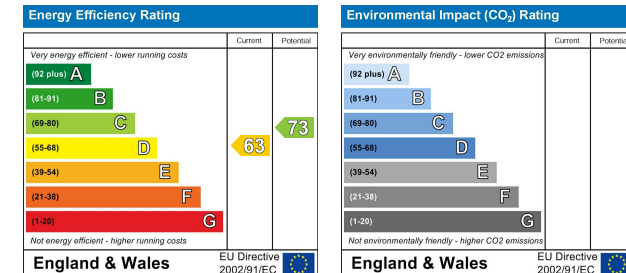 Energy Efficiency Rating
Current Potential
Very energy efficient - lower running costs
(92 plus) A
(81-91) B
(69-80) C
73
(55-68) D
63
(39-54) E
(21-38) F
(1-20) G
Not energy efficient - higher running costs
England & Wales
EU Directive
2002/91/EC
Environmental Impact (CO₂) Rating
Current Potential
Very environmentally friendly - lower CO2 emissions
(92 plus) A
(81-91) B
(69-80) C
(55-68) D
(39-54) E
(21-38) F
(1-20) G
Not environmentally friendly - higher CO2 emissions
England & Wales
EU Directive
2002/91/EC